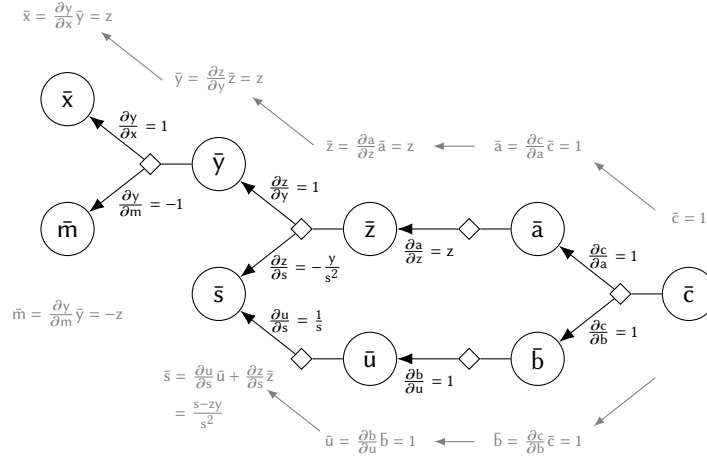 x̄ = ∂y/∂x ȳ = z
ȳ = ∂z/∂y z̄ = z
x̄
∂y/∂x = 1
z̄ = ∂a/∂z ā = z
ā = ∂c/∂a c̄ = 1
ȳ
∂y/∂m = −1
∂z/∂y = 1
c̄ = 1
m̄
z̄
ā
∂a/∂z = z
∂c/∂a = 1
∂z/∂s = −y/s²
s̄
c̄
m̄ = ∂y/∂m ȳ = −z
∂u/∂s = 1/s
∂c/∂b = 1
ū
b̄
∂b/∂u = 1
s̄ = ∂u/∂s ū + ∂z/∂s z̄
= s−zy/s²
ū = ∂b/∂u b̄ = 1
b̄ = ∂c/∂b c̄ = 1